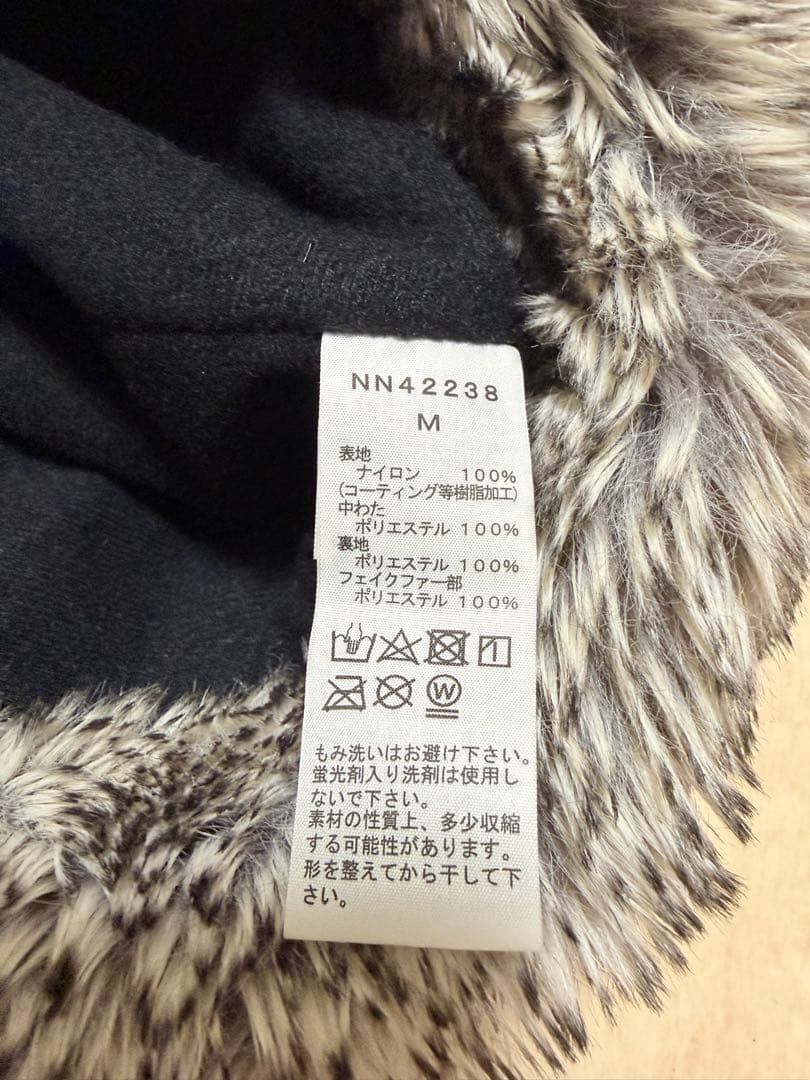 NN42238
M
表地
ナイロン 100%
(コーティング等樹脂加工)
中わた
ポリエステル 100%
裏地
ポリエステル 100%
フェイクファー部
ポリエステル 100%
W
もみ洗いはお避け下さい。
蛍光剤入り洗剤は使用し
ないで下さい。
素材の性質上、多少収縮
する可能性があります。
形を整えてから干して下
さい。